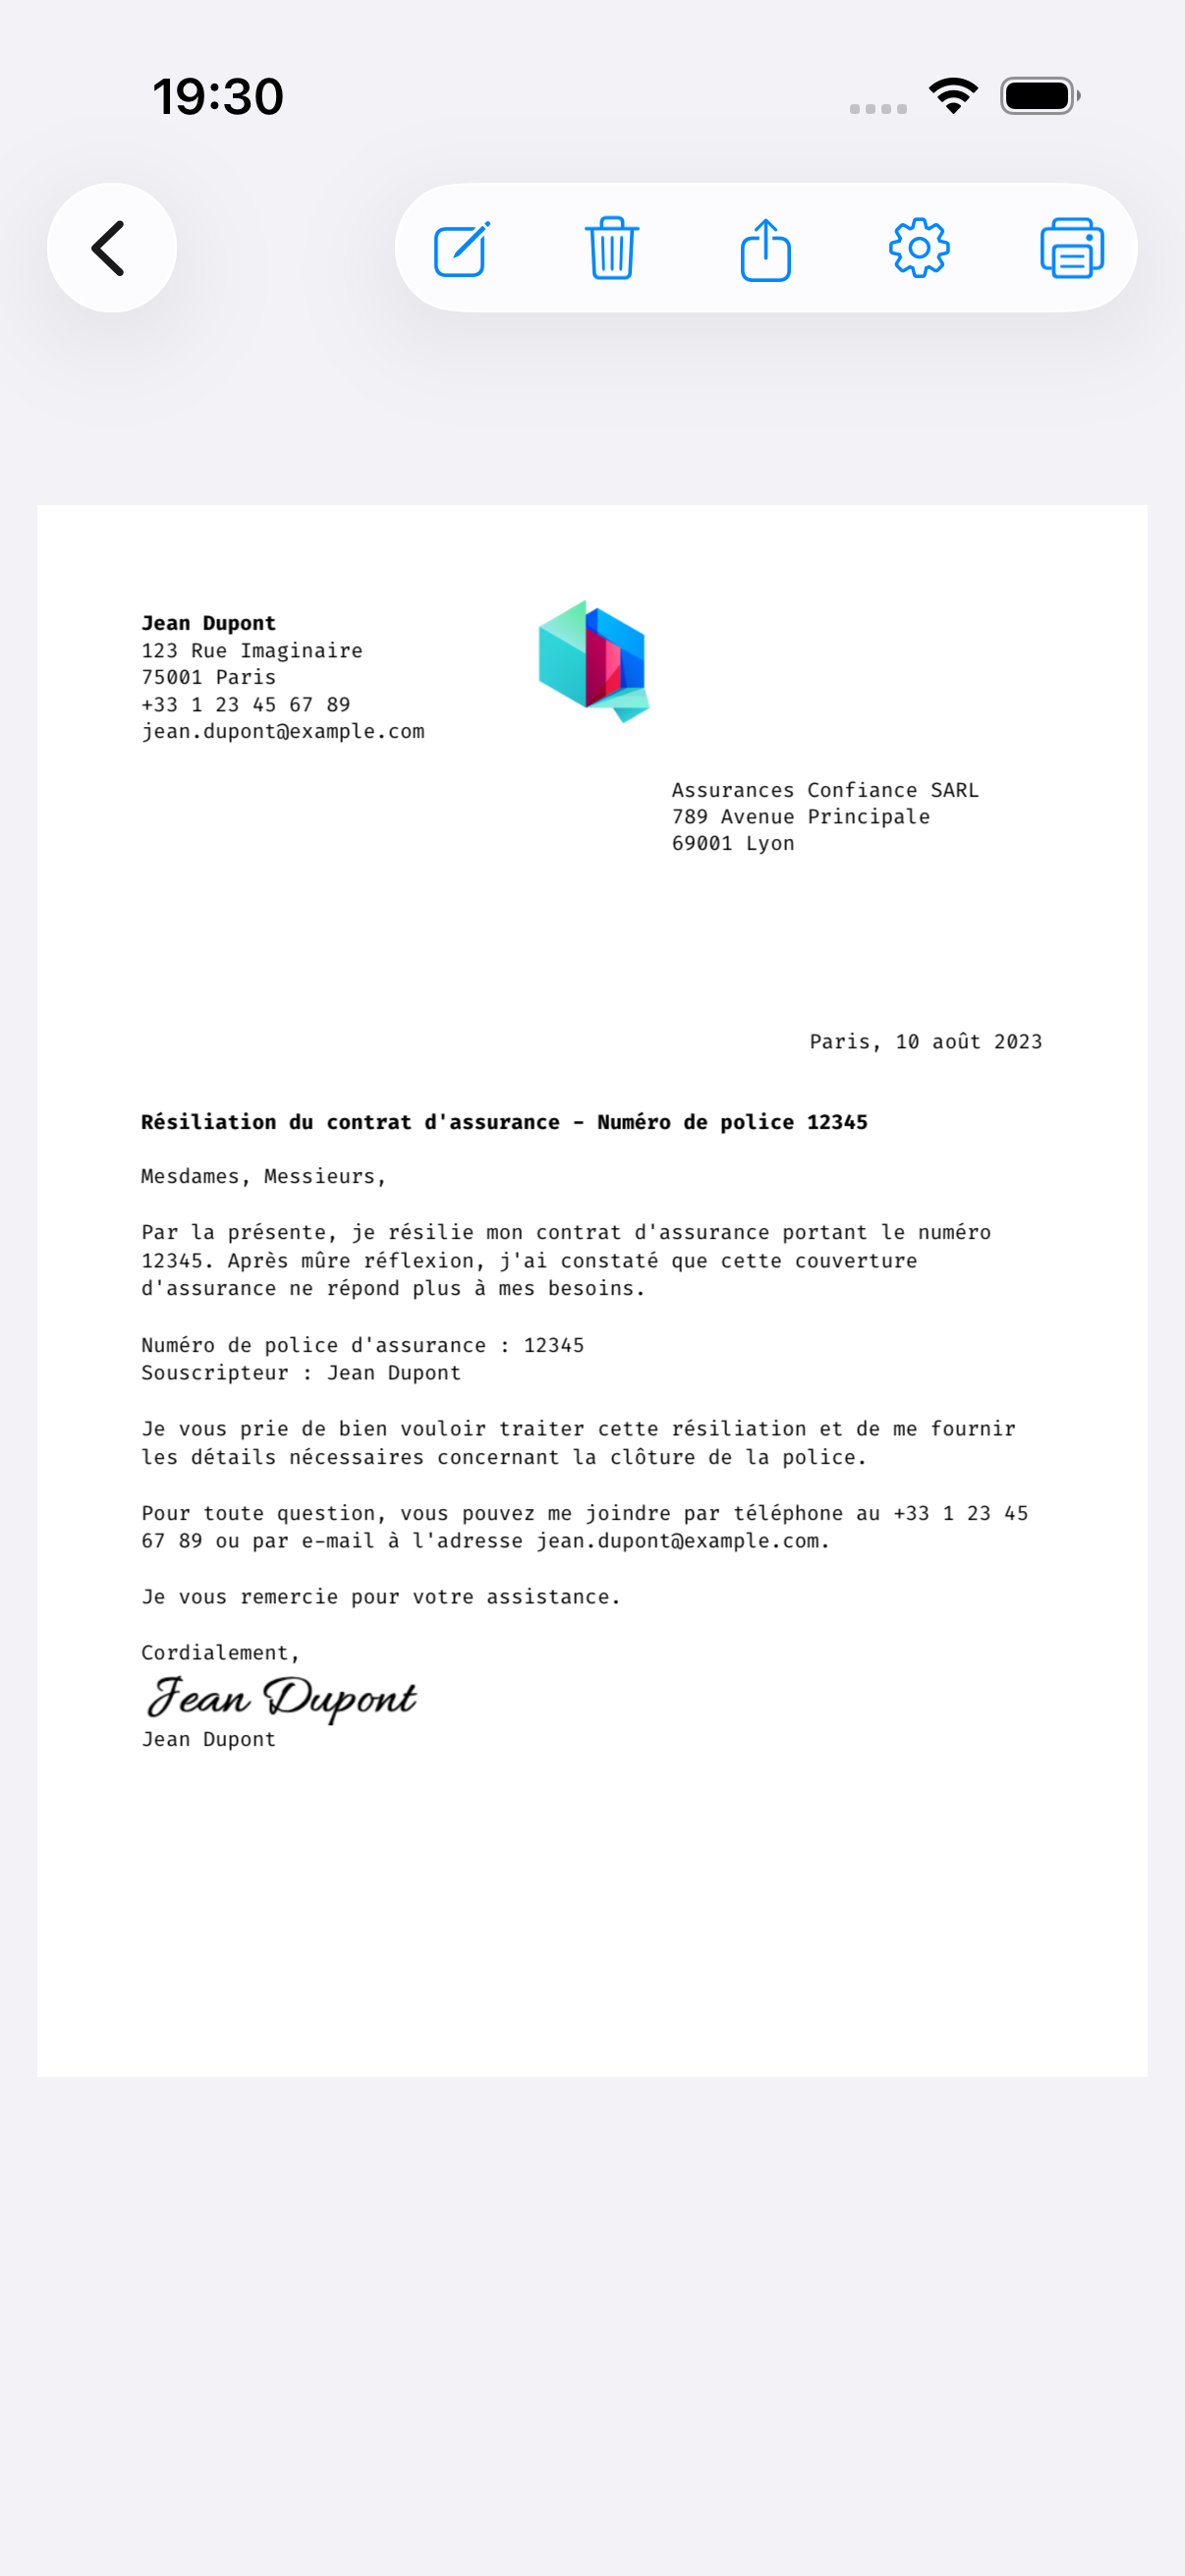 19:30
Jean Dupont
123 Rue Imaginaire
75001 Paris
+33 1 23 45 67 89
jean.dupont@example.com
Assurances Confiance SARL
789 Avenue Principale
69001 Lyon
Paris, 10 août 2023
Résiliation du contrat d'assurance - Numéro de police 12345
Mesdames, Messieurs,
Par la présente, je résilie mon contrat d'assurance portant le numéro
12345. Après mûre réflexion, j'ai constaté que cette couverture
d'assurance ne répond plus à mes besoins.
Numéro de police d'assurance : 12345
Souscripteur : Jean Dupont
Je vous prie de bien vouloir traiter cette résiliation et de me fournir
les détails nécessaires concernant la clôture de la police.
Pour toute question, vous pouvez me joindre par téléphone au +33 1 23 45
67 89 ou par e-mail à l'adresse jean.dupont@example.com.
Je vous remercie pour votre assistance.
Cordialement,
Jean Dupont
Jean Dupont